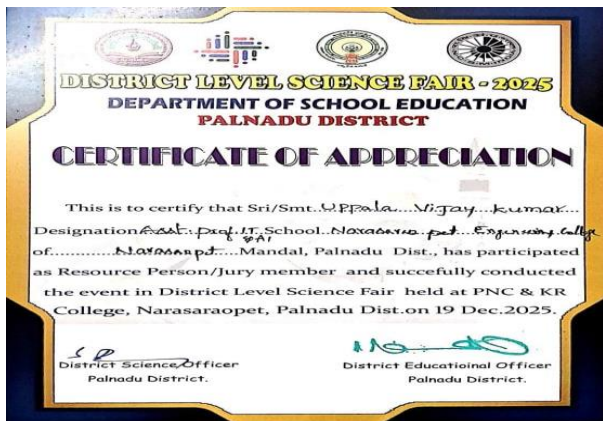 DISTRICT LEVEL SCIENCE FAIR - 2025
DEPARTMENT OF SCHOOL EDUCATION
PALNADU DISTRICT
CERTIFICATE OF APPRECIATION
This is to certify that Sri/Smt...Uppala Vijay Kumar...
Designation Asst. Prof IT School Narasarao pet Engineering College
of............Mandal, Palnadu Dist., has participated
as Resource Person/Jury member and succefully conducted
the event in District Level Science Fair held at PNC & KR
College, Narasaraopet, Palnadu Dist.on 19 Dec.2025.
District Science Officer
Palnadu District.
District Educatioinal Officer
Palnadu District.